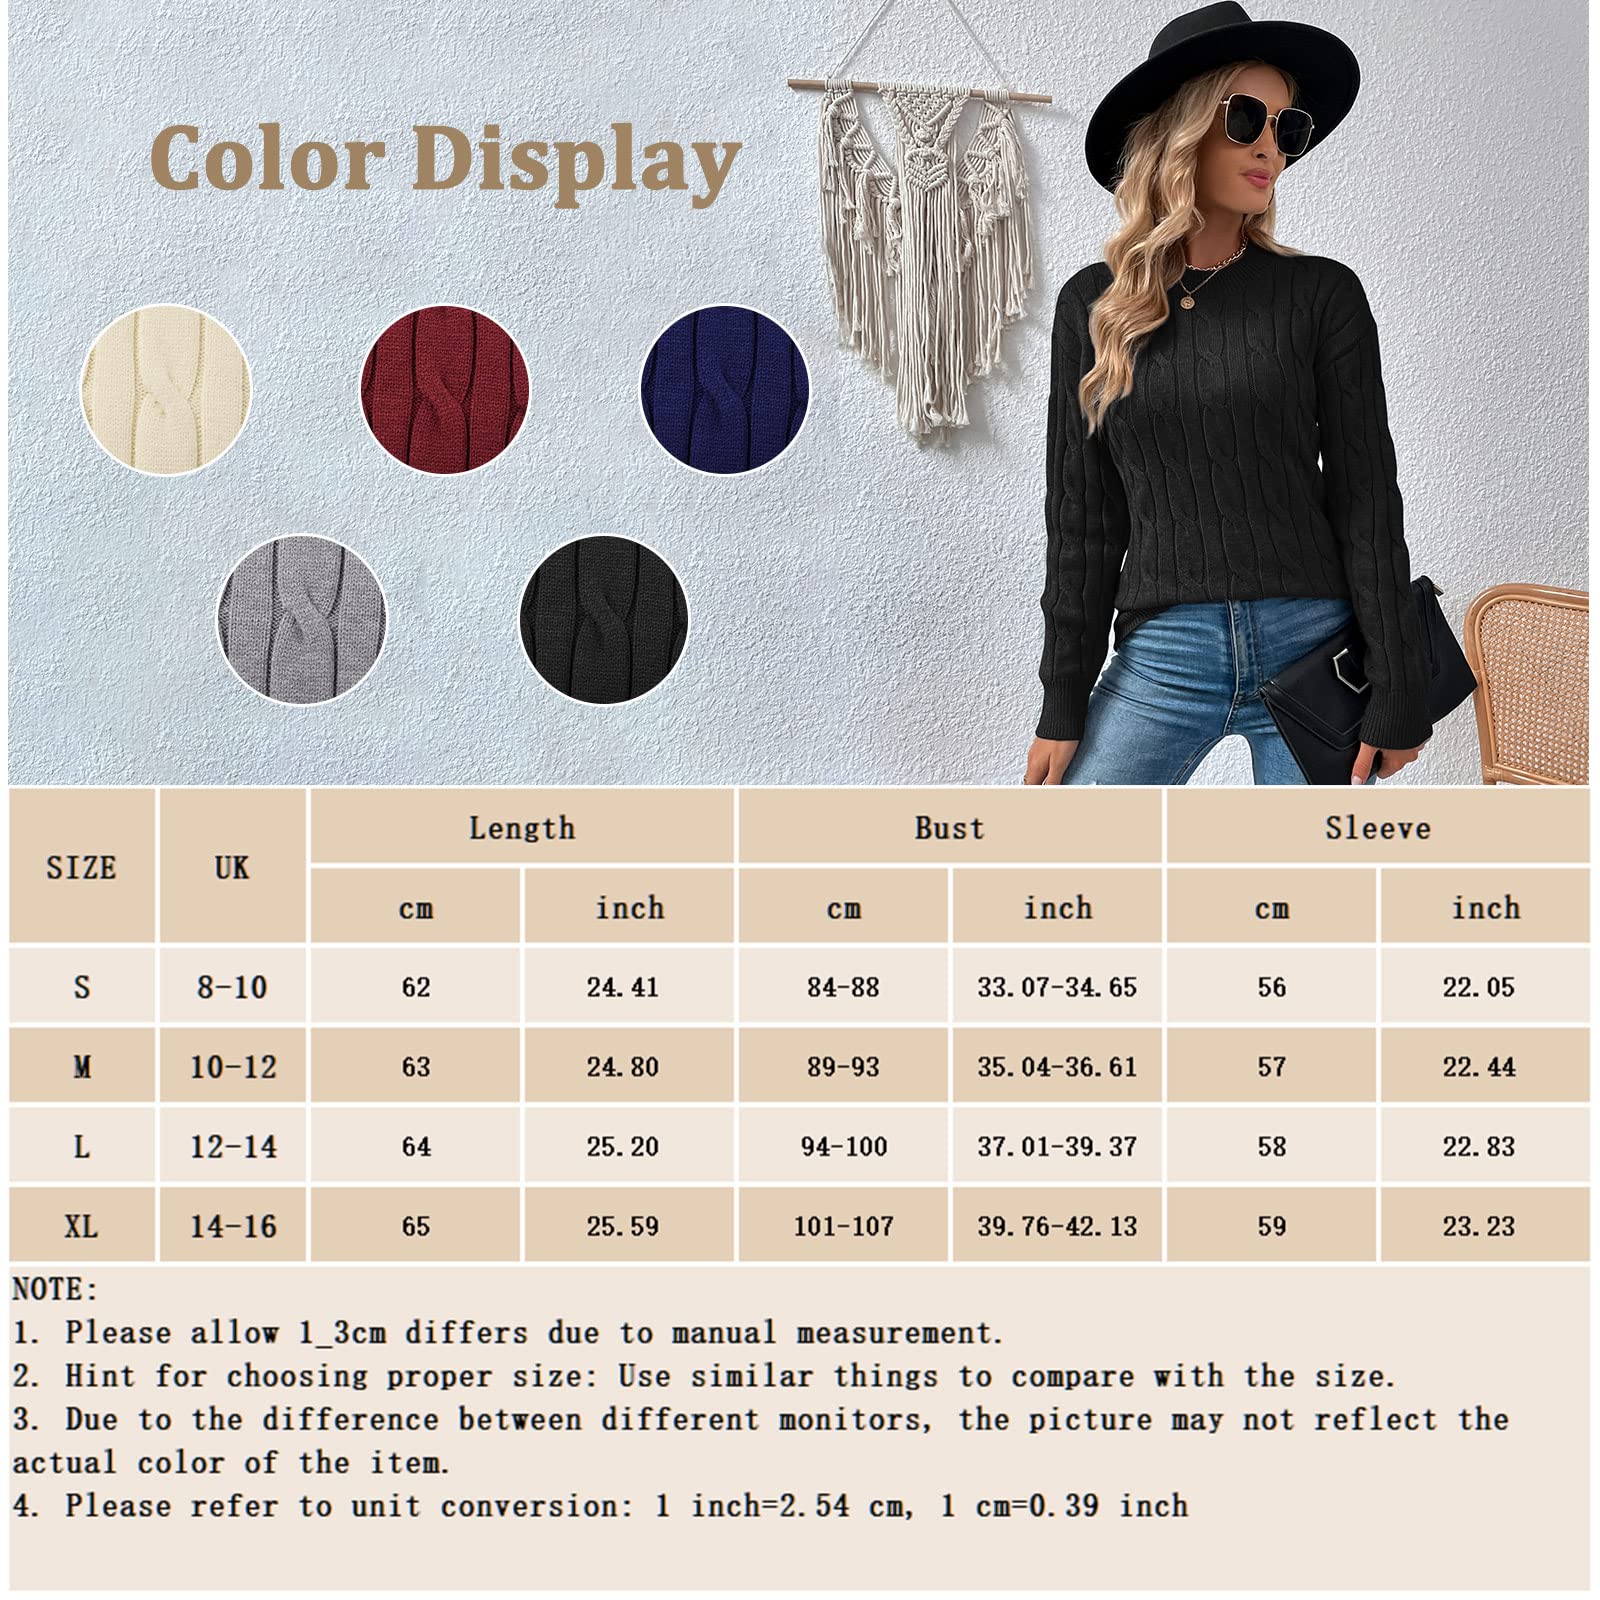 Color Display
SIZE UK Length Bust Sleeve
cm inch cm inch cm inch
S 8-10 62 24.41 84-88 33.07-34.65 56 22.05
M 10-12 63 24.80 89-93 35.04-36.61 57 22.44
L 12-14 64 25.20 94-100 37.01-39.37 58 22.83
XL 14-16 65 25.59 101-107 39.76-42.13 59 23.23
NOTE:
1. Please allow 1_3cm differs due to manual measurement.
2. Hint for choosing proper size: Use similar things to compare with the size.
3. Due to the difference between different monitors, the picture may not reflect the
actual color of the item.
4. Please refer to unit conversion: 1 inch=2.54 cm, 1 cm=0.39 inch